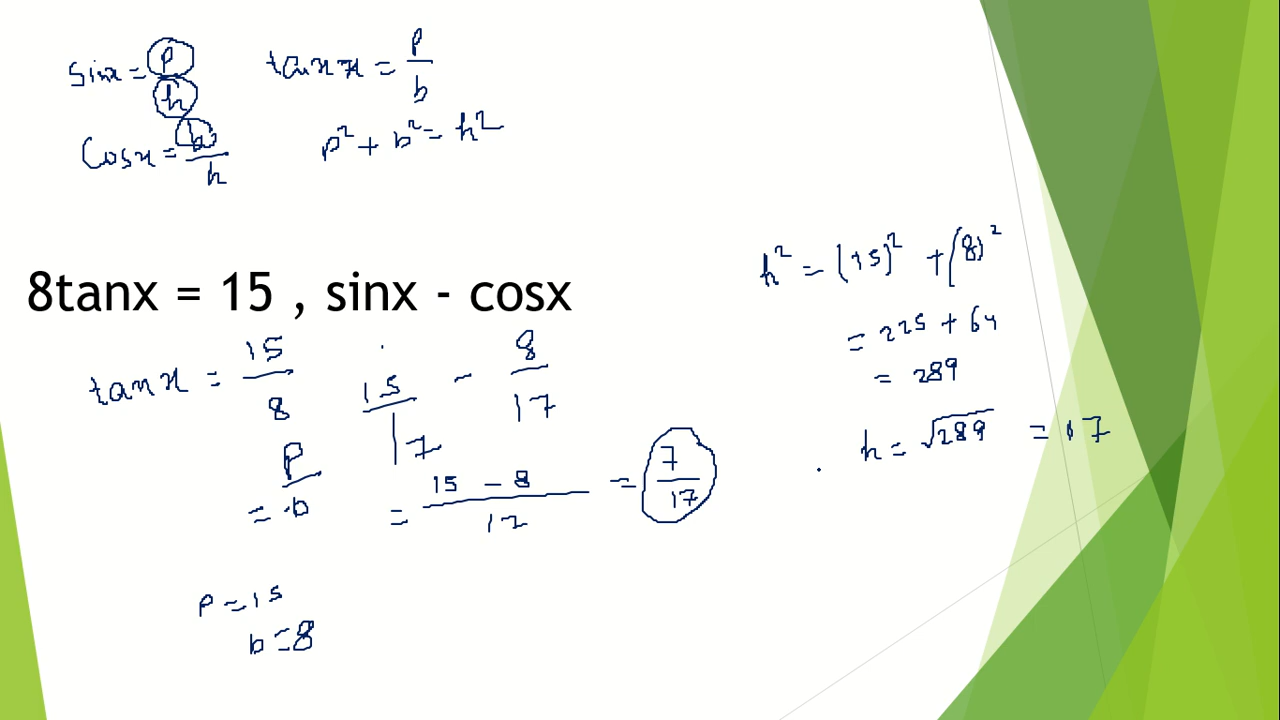 sinx = p/h
tanx x = p/b
cosx = b/h
p² + b² = h²
8tanx = 15 , sinx - cosx
tanx = 15/8
= p/b
p = 15
b = 8
15/17 - 8/17
= 15 - 8/17 = 7/17
h² = (15)² + (8)²
= 225 + 64
= 289
h = √289 = 17